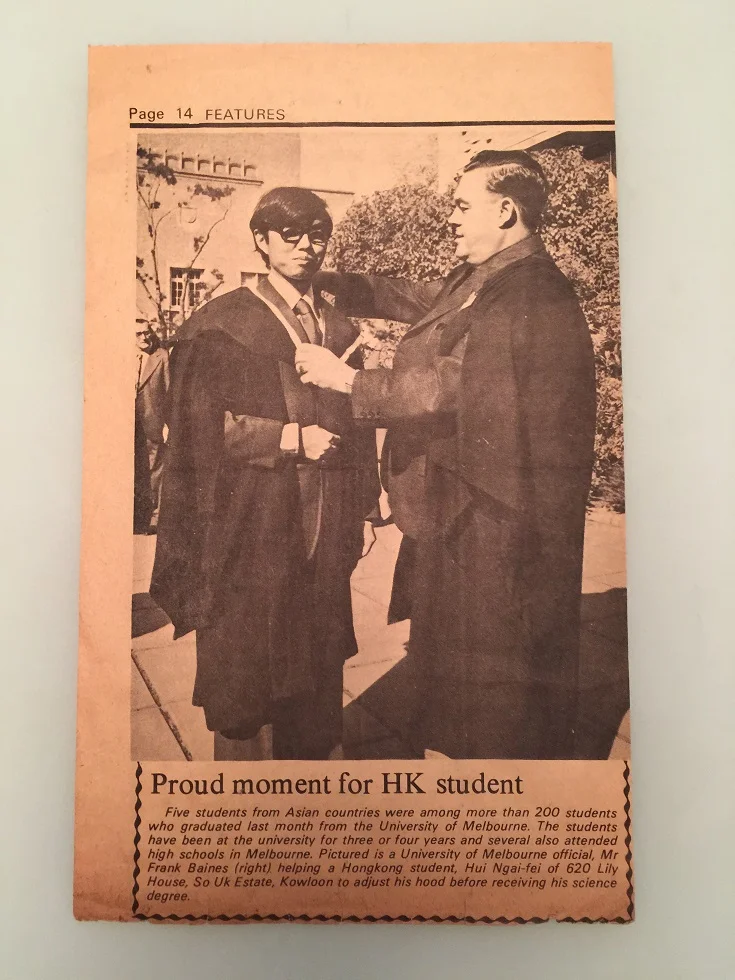 Page 14 FEATURES
Proud moment for HK student
Five students from Asian countries were among more than 200 students
who graduated last month from the University of Melbourne. The students
have been at the university for three or four years and several also attended
high schools in Melbourne. Pictured is a University of Melbourne official, Mr
Frank Baines (right) helping a Hongkong student, Hui Ngai-fei of 620 Lily
House, So Uk Estate, Kowloon to adjust his hood before receiving his science
degree.